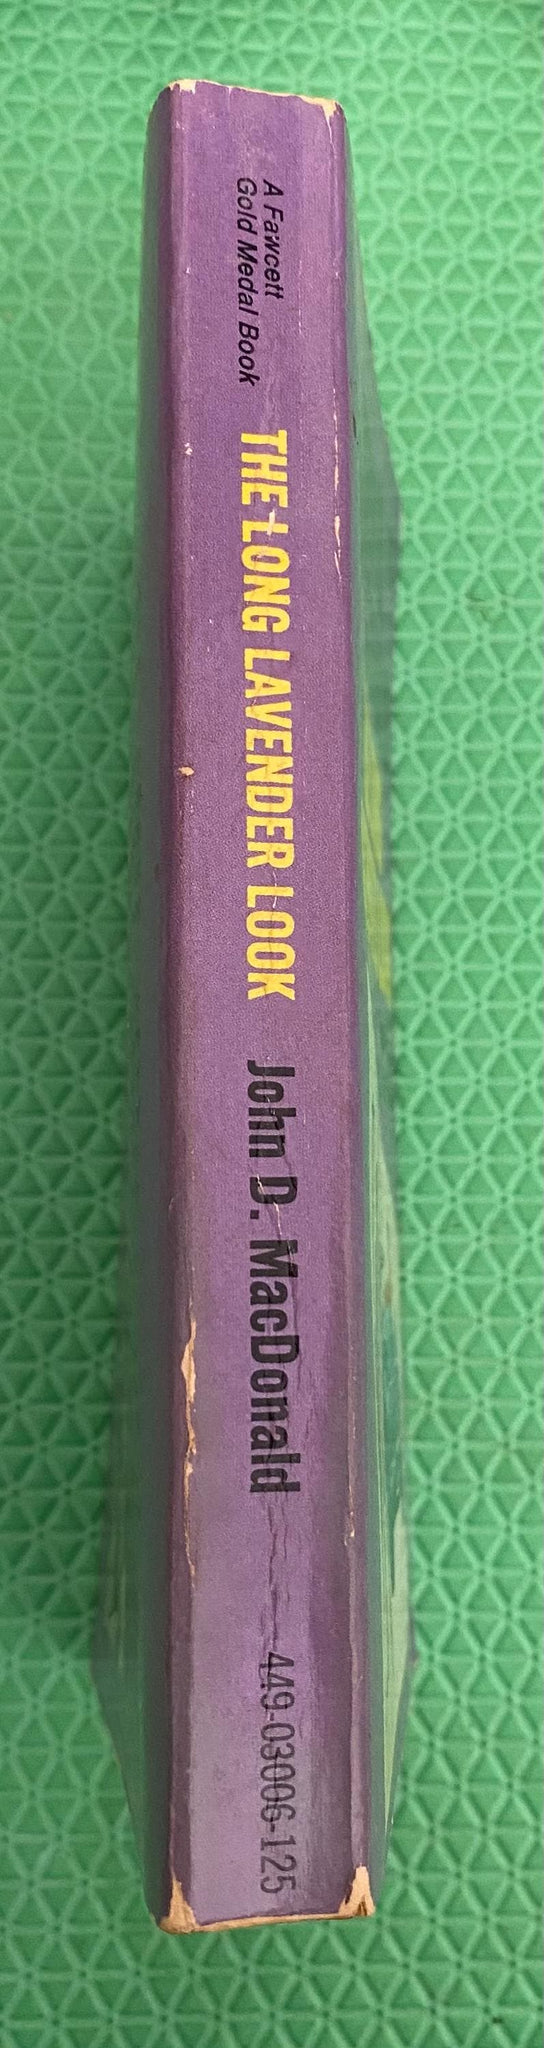 A Fawcett
Gold Medal Book
THE LONG LAVENDER LOOK
John D. MacDonald
449-03006-125